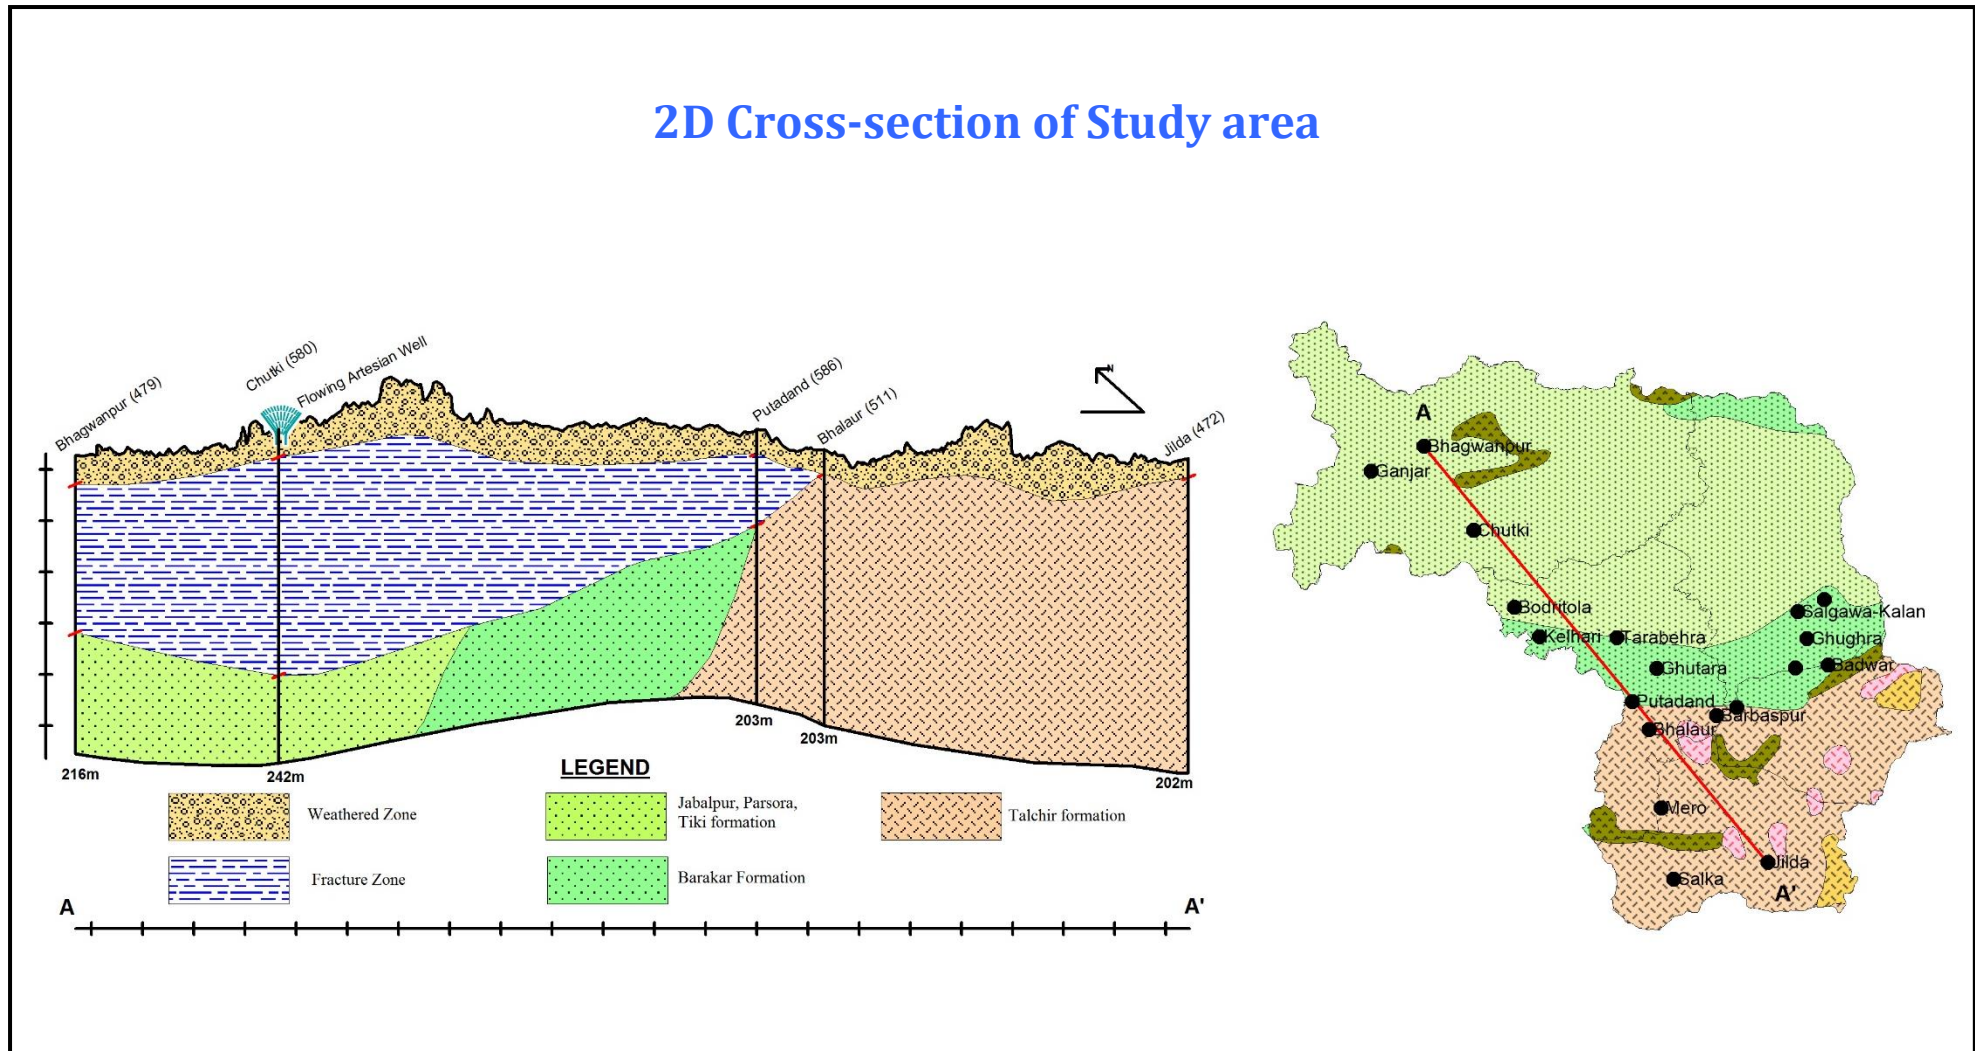 2D Cross-section of Study area
Bhagwanpur (479)
Chutki (580)
Flowing Artesian Well
Putadand (586)
Bhalaur (511)
Jilda (472)
N
216m
242m
203m
203m
202m
LEGEND
Weathered Zone
Jabalpur, Parsora,
Tiki formation
Talchir formation
Fracture Zone
Barakar Formation
A
A'
A
Bhagwanpur
Ganjar
Chutki
Bodritola
Kelhari
Tarabehra
Salgawa-Kalan
Ghughra
Ghutara
Badwar
Putadand
Barbaspur
Bhalaur
Mero
Jilda
Salka
A'